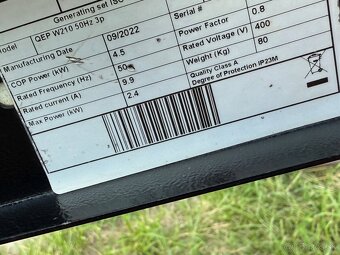 Generating set ISO
Model QEP W210 50Hz 3p
Manufacturing Date 09/2022
COP Power (kW) 4.5
Rated Frequency (Hz) 50
Rated current (A) 9.9
Max Power (kW) 2.4
Serial #
Power Factor 0.8
Rated Voltage (V) 400
Weight (Kg) 80
Quality Class A
Degree of Protection IP23M